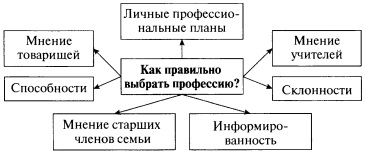 Личные профессио-
нальные планы
Мнение
товарищей
Как правильно
выбрать профессию?
Мнение
учителей
Способности
Склонности
Мнение старших
членов семьи
Информиро-
ванность